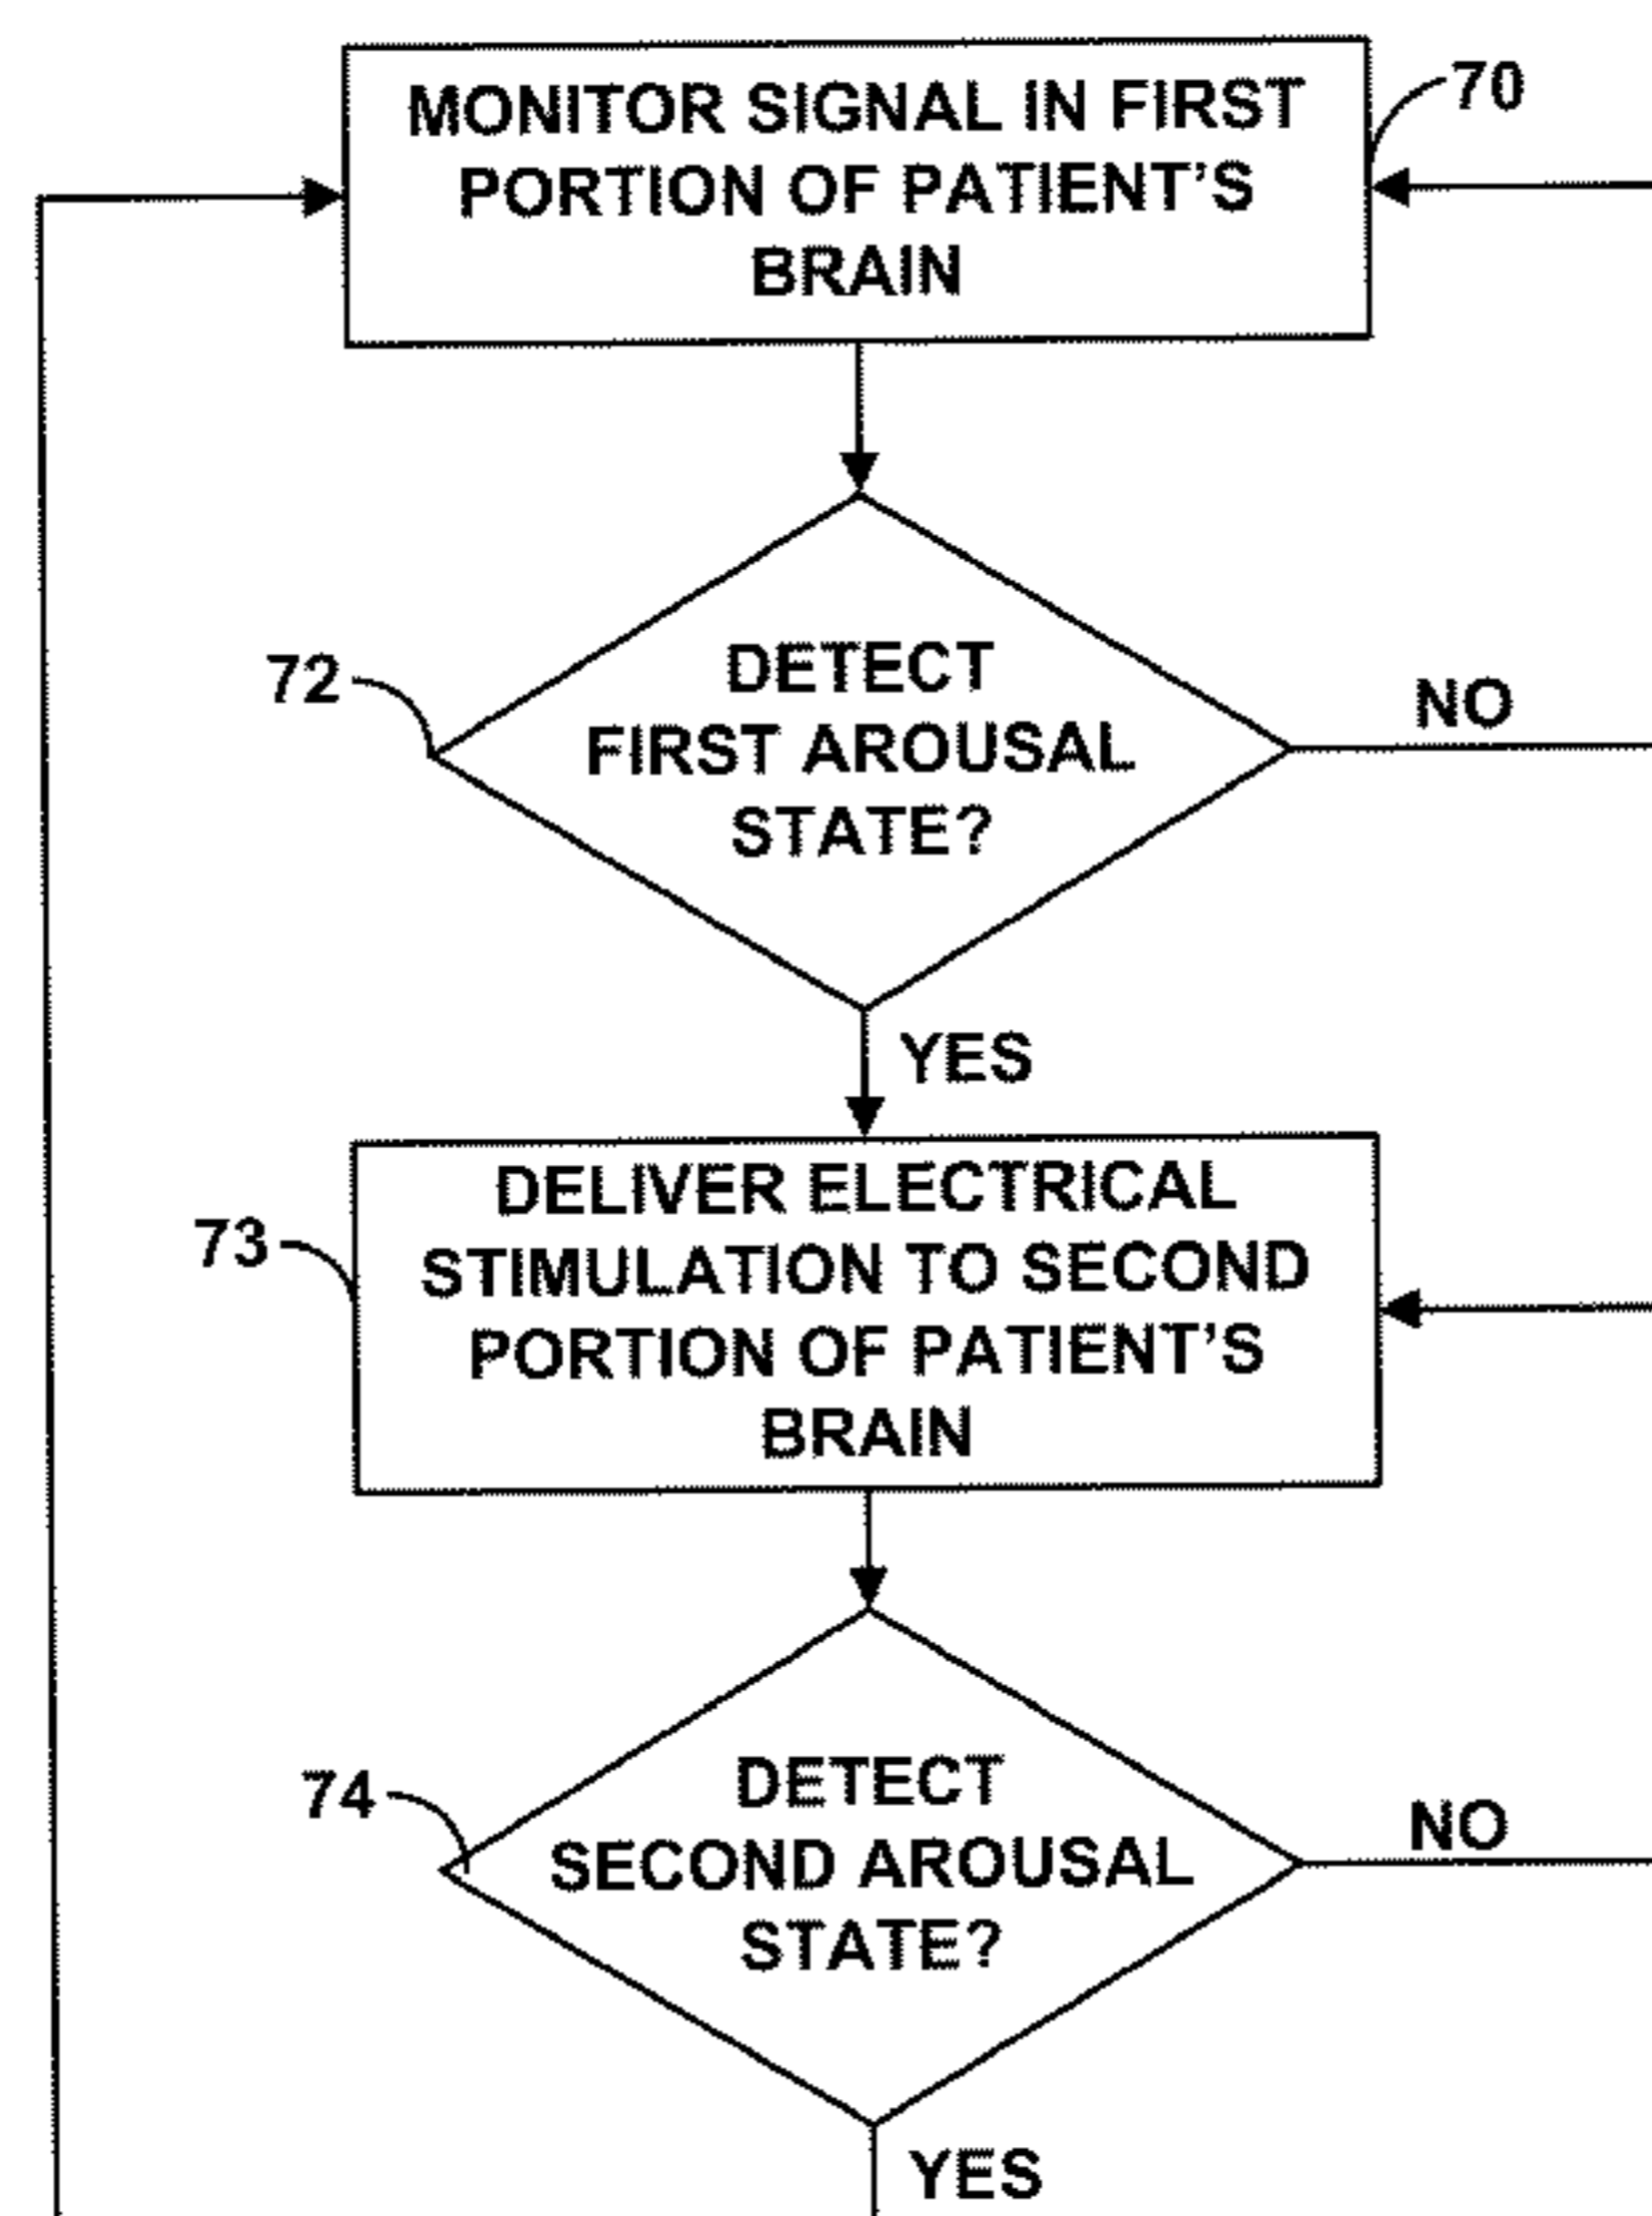 MONITOR SIGNAL IN FIRST
PORTION OF PATIENT'S
BRAIN
70
72
DETECT
FIRST AROUSAL
STATE?
NO
YES
73
DELIVER ELECTRICAL
STIMULATION TO SECOND
PORTION OF PATIENT'S
BRAIN
74
DETECT
SECOND AROUSAL
STATE?
NO
YES